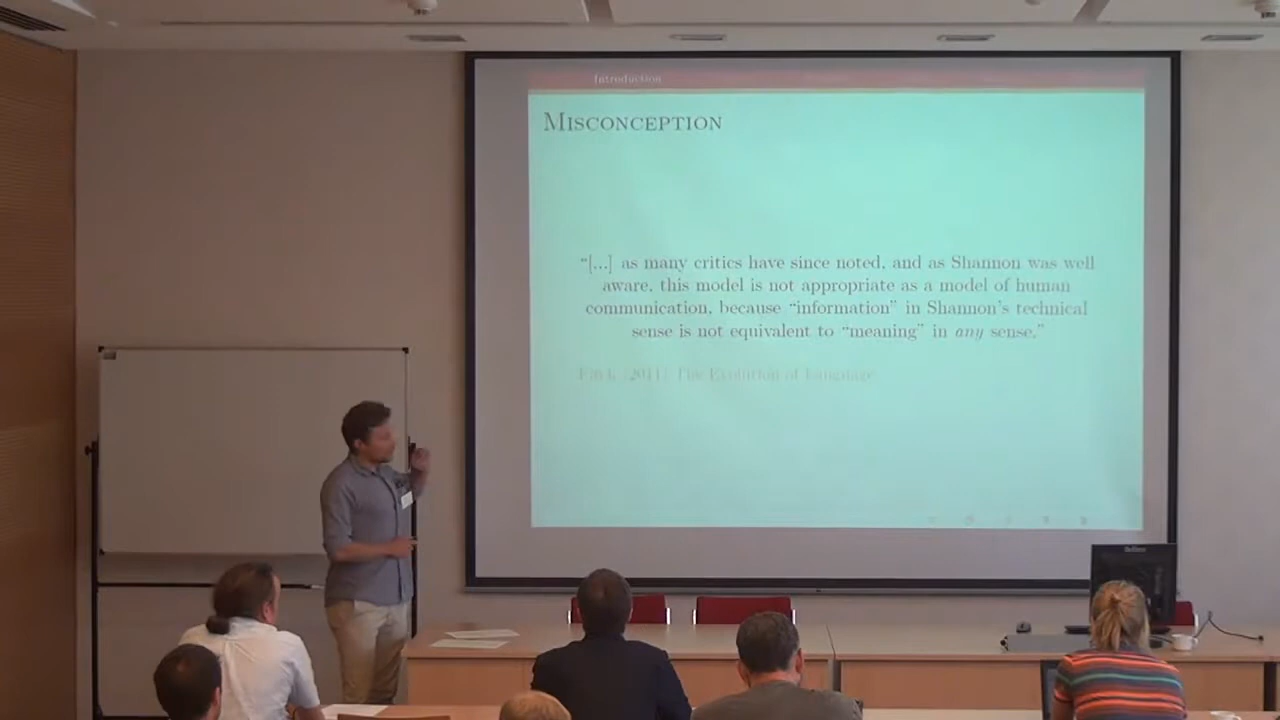 Introduction
MISCONCEPTION
“[...] as many critics have since noted, and as Shannon was well
aware, this model is not appropriate as a model of human
communication, because “information” in Shannon's technical
sense is not equivalent to “meaning” in any sense.”
Fitch, 2011: The Evolution of Language